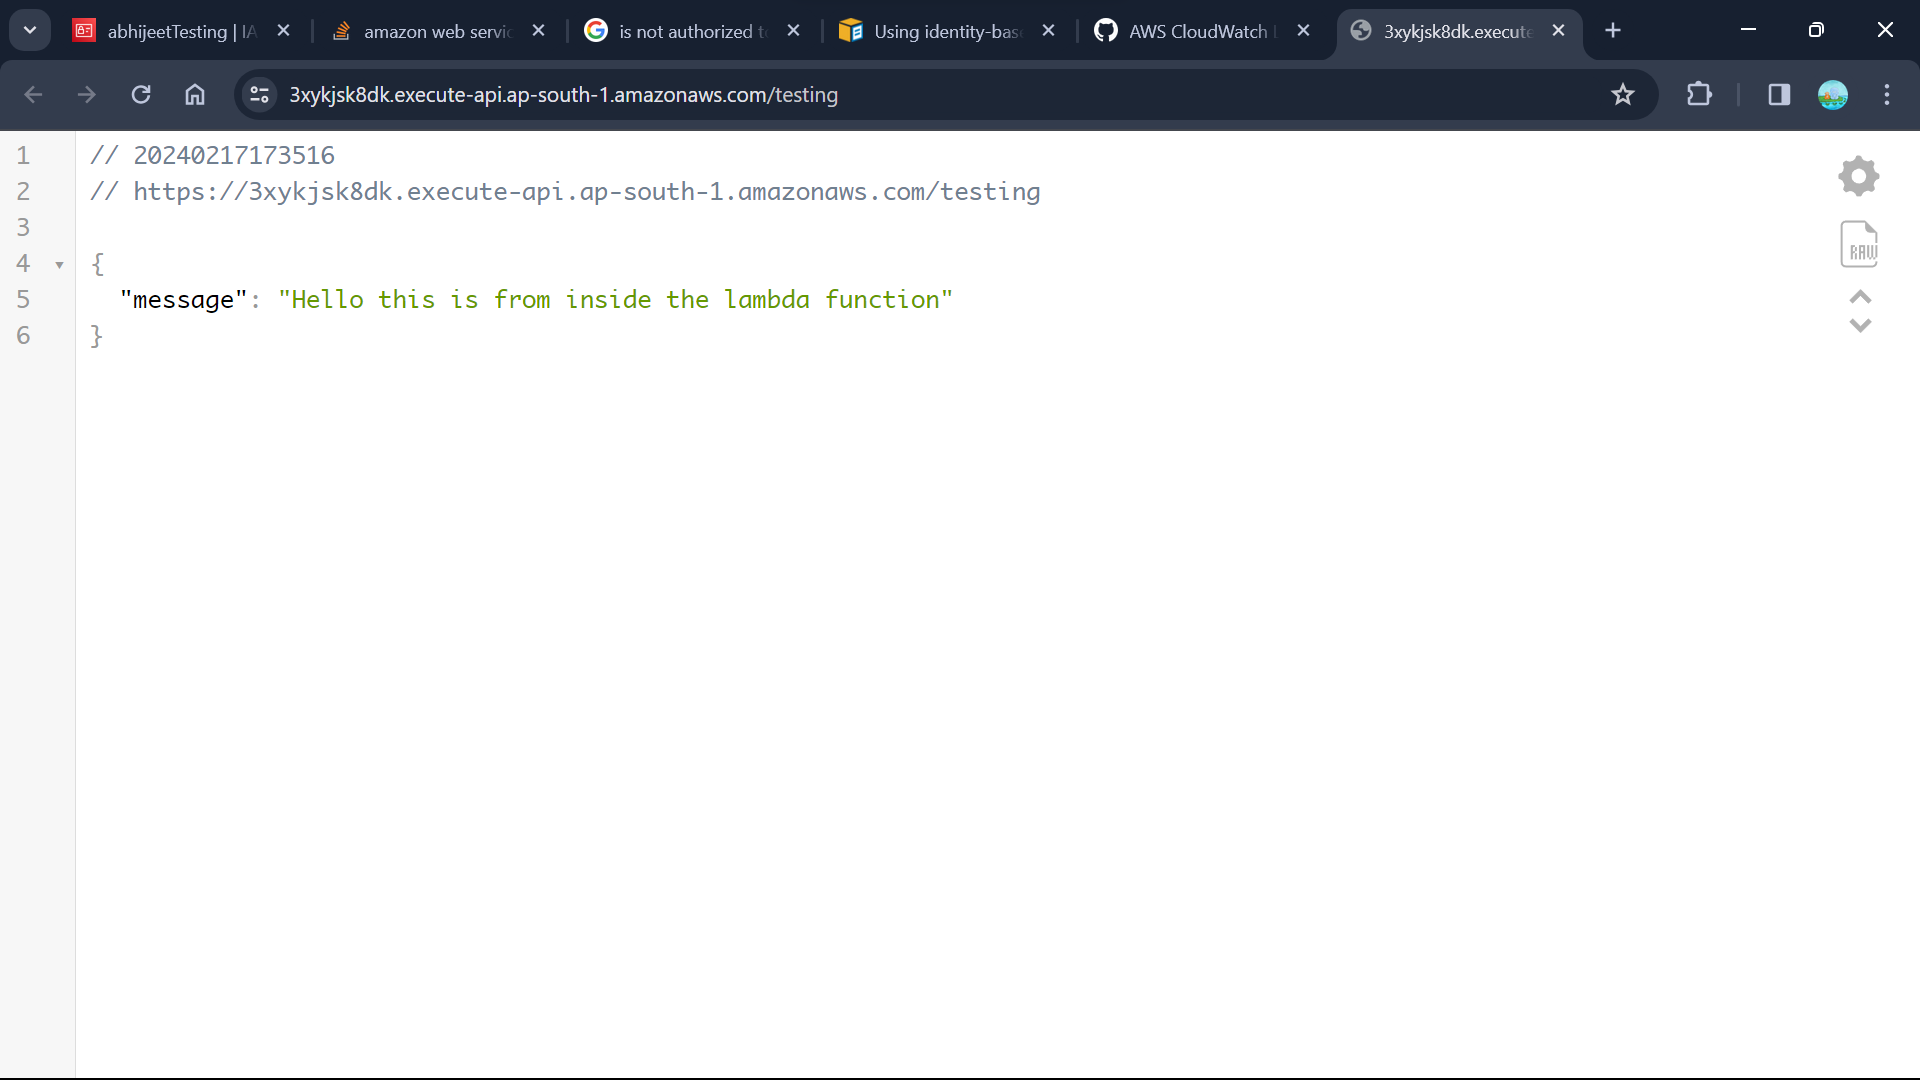 abhijeetTesting | IA
amazon web servic
is not authorized t
Using identity-bas
AWS CloudWatch
3xykjsk8dk.execute
3xykjsk8dk.execute-api.ap-south-1.amazonaws.com/testing
1 // 20240217173516
2 // https://3xykjsk8dk.execute-api.ap-south-1.amazonaws.com/testing
3
4 {
5 "message": "Hello this is from inside the lambda function"
6 }
RAW